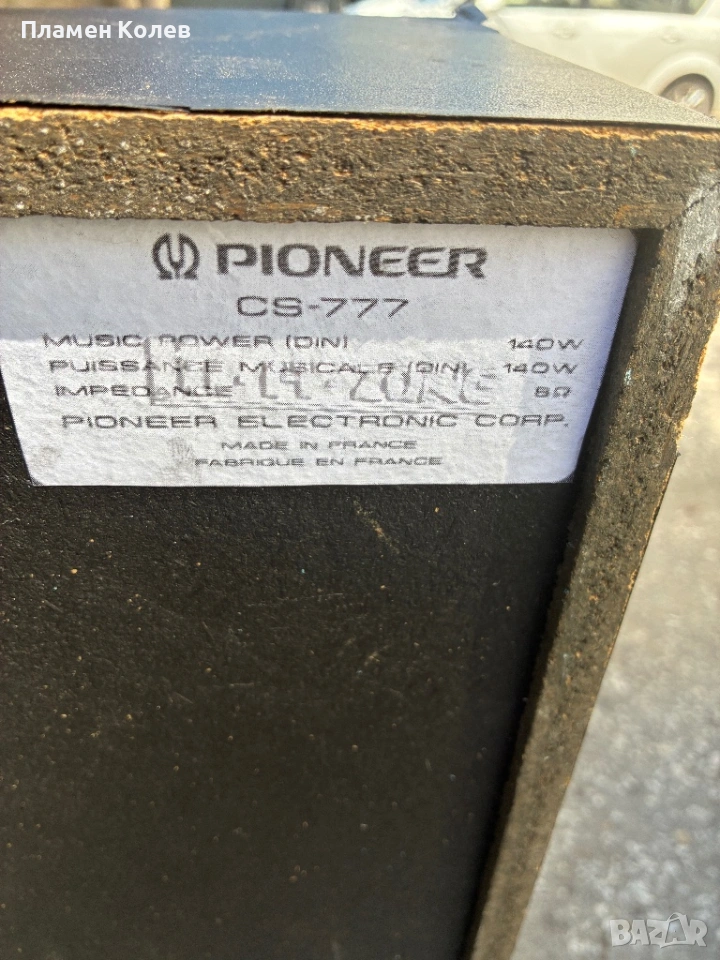 Пламен Колев
PIONEER
CS-777
MUSIC POWER (DIN) 140W
PUISSANCE MUSICALE (DIN) 140W
IMPEDANCE 8Ω
PIONEER ELECTRONIC CORP.
MADE IN FRANCE
FABRIQUE EN FRANCE
BAZAR